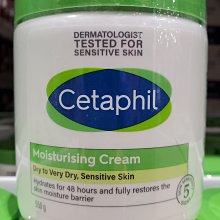 DERMATOLOGIST
TESTED FOR
SENSITIVE SKIN
Cetaphil
Moisturising Cream
Dry to Very Dry, Sensitive Skin
Hydrates for 48 hours and fully restores the
skin moisture barrier
5
550 g